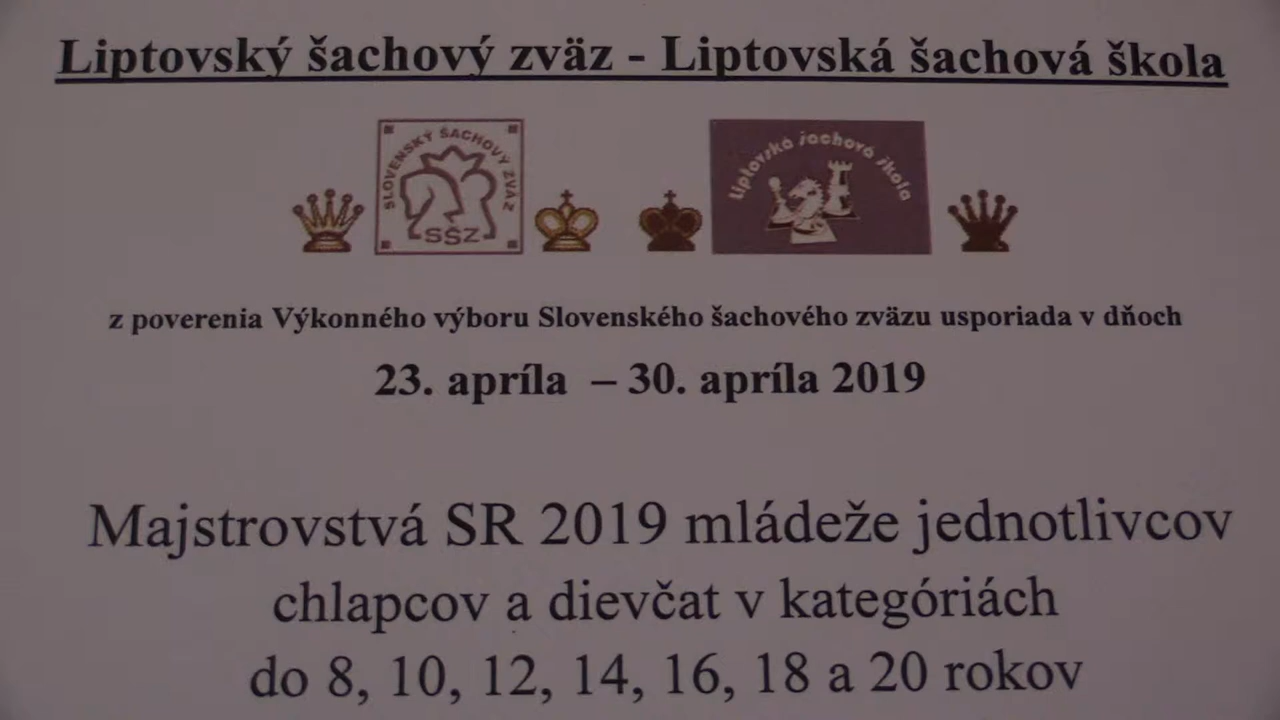 Liptovský šachový zväz - Liptovská šachová škola
SLOVENSKÝ ŠACHOVÝ ZVÄZ
SŠZ
Liptovská šachová škola
z poverenia Výkonného výboru Slovenského šachového zväzu usporiada v dňoch
23. apríla – 30. apríla 2019
Majstrovstvá SR 2019 mládeže jednotlivcov
chlapcov a dievčat v kategóriách
do 8, 10, 12, 14, 16, 18 a 20 rokov